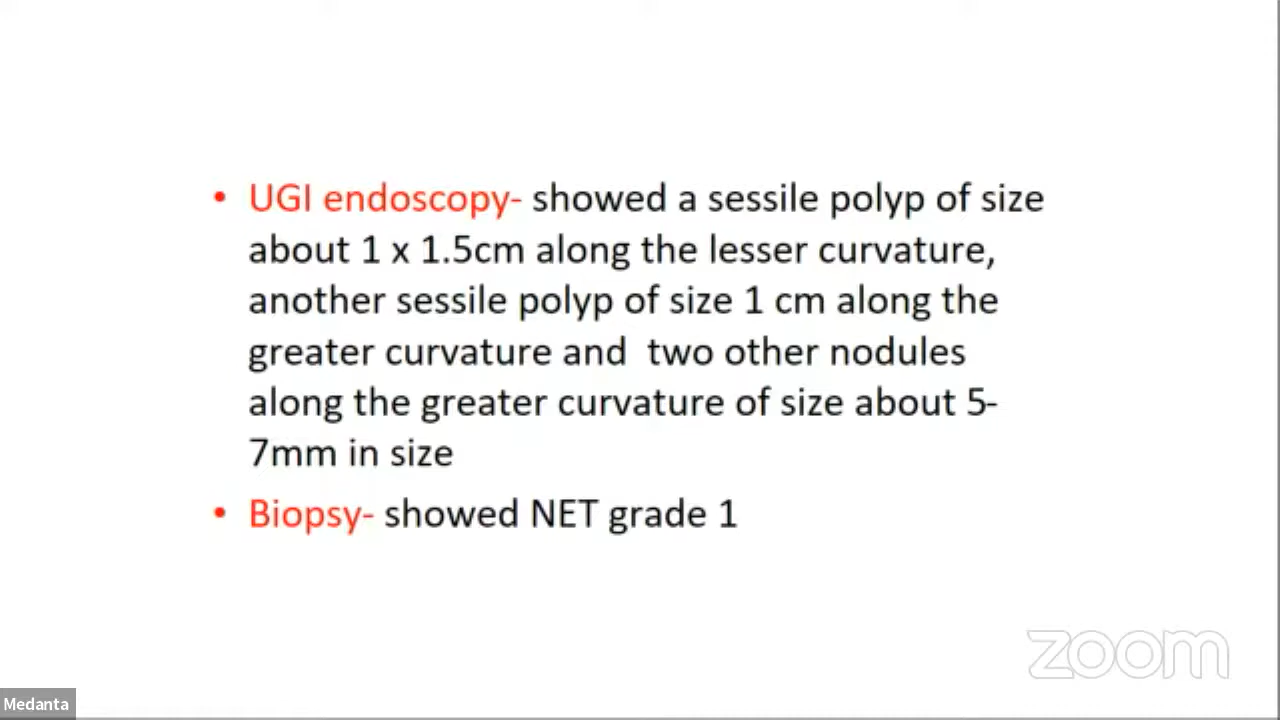 • UGI endoscopy- showed a sessile polyp of size
about 1 x 1.5cm along the lesser curvature,
another sessile polyp of size 1 cm along the
greater curvature and two other nodules
along the greater curvature of size about 5-
7mm in size
• Biopsy- showed NET grade 1
zoom
Medanta